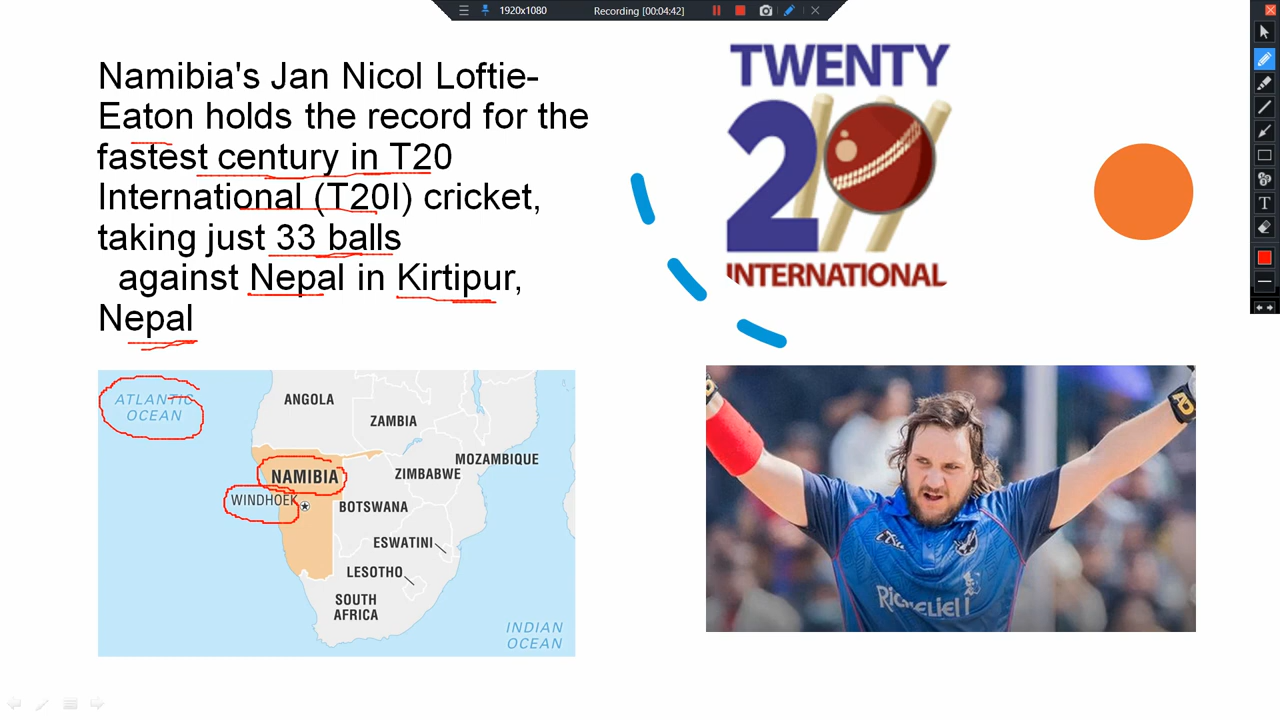 1920x1080
Recording [00:04:42]
Namibia's Jan Nicol Loftie-
Eaton holds the record for the
fastest century in T20
International (T20I) cricket,
taking just 33 balls
against Nepal in Kirtipur,
Nepal
TWENTY
20
INTERNATIONAL
T
ATLANTIC
OCEAN
ANGOLA
ZAMBIA
MOZAMBIQUE
ZIMBABWE
NAMIBIA
WINDHOEK
BOTSWANA
ESWATINI
LESOTHO
SOUTH
AFRICA
INDIAN
OCEAN